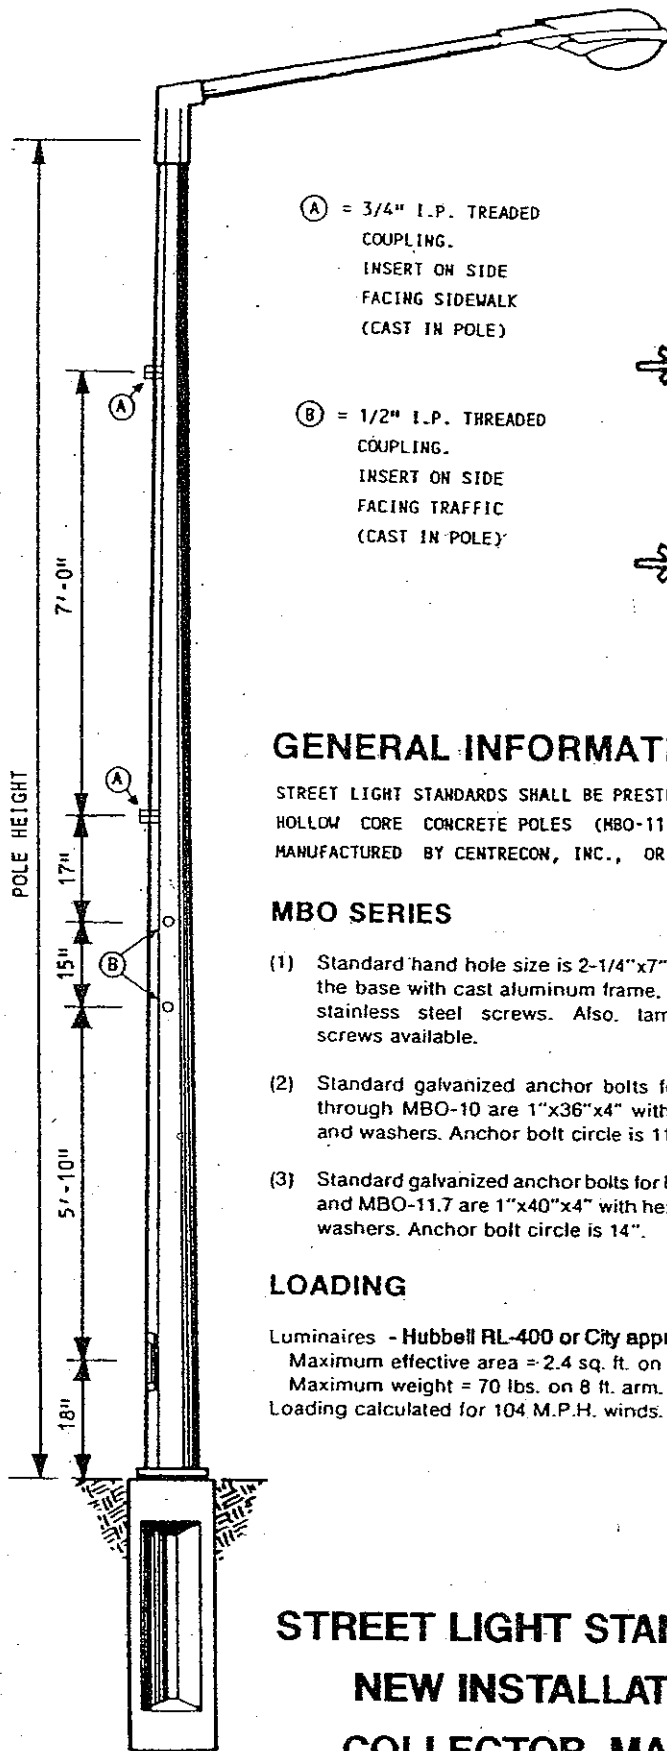 Ⓐ = 3/4" I.P. TREADED
COUPLING.
INSERT ON SIDE
FACING SIDEWALK
(CAST IN POLE)
Ⓐ
Ⓑ = 1/2" I.P. THREADED
COUPLING.
INSERT ON SIDE
FACING TRAFFIC
(CAST IN POLE)
7'-0"
POLE HEIGHT
Ⓐ
17"
Ⓑ
15"
5'-10"
18"
GENERAL INFORMAT
STREET LIGHT STANDARDS SHALL BE PREST
HOLLOW CORE CONCRETE POLES (MBO-11
MANUFACTURED BY CENTRECON, INC., OR
MBO SERIES
(1) Standard hand hole size is 2-1/4"x7"
the base with cast aluminum frame.
stainless steel screws. Also, tam
screws available.
(2) Standard galvanized anchor bolts f
through MBO-10 are 1"x36"x4" with
and washers. Anchor bolt circle is 11
(3) Standard galvanized anchor bolts for
and MBO-11.7 are 1"x40"x4" with he
washers. Anchor bolt circle is 14".
LOADING
Luminaires - Hubbell RL-400 or City appr
Maximum effective area = 2.4 sq. ft. on
Maximum weight = 70 lbs. on 8 ft. arm.
Loading calculated for 104 M.P.H. winds.
STREET LIGHT STAN
NEW INSTALLAT
COLLECTOR, MA